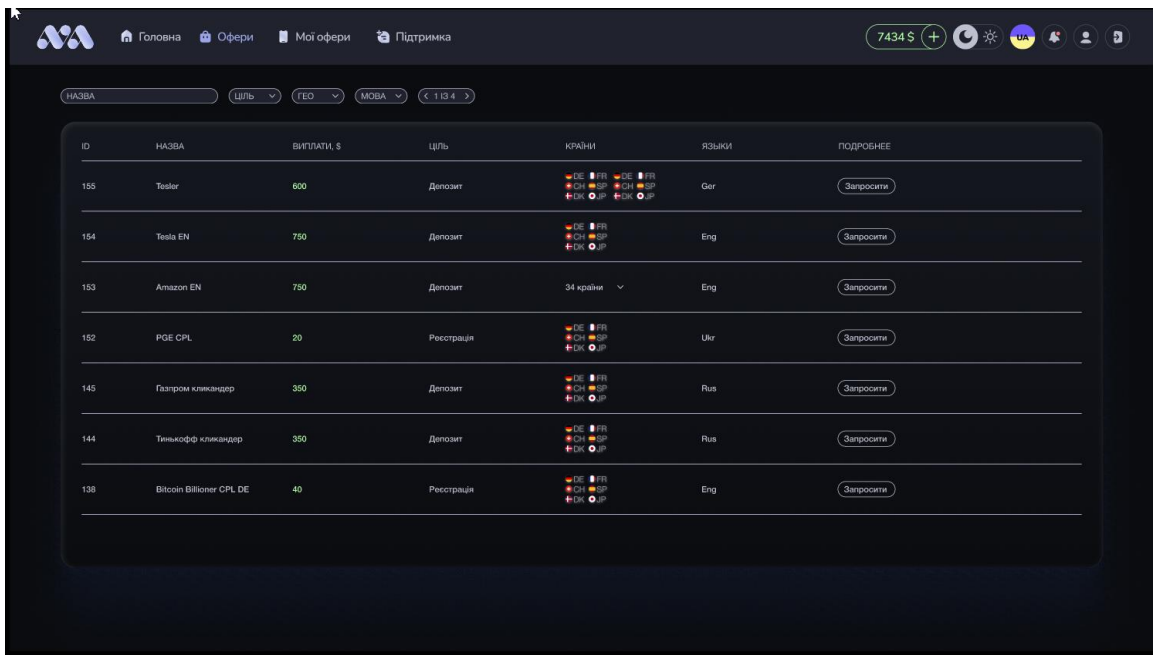 Головна Офери Мої офери Підтримка 7434 $ UA
НАЗВА ЦІЛЬ ГЕО МОВА < 1 ІЗ 4 >
ID НАЗВА ВИПЛАТИ, $ ЦІЛЬ КРАЇНИ ЯЗЫКИ ПОДРОБНЕЕ
DE FR DE FR
155 Tesler 600 Депозит CH SP CH SP Ger Запросити
DK JP DK JP
DE FR
154 Tesla EN 750 Депозит CH SP Eng Запросити
DK JP
153 Amazon EN 750 Депозит 34 країни Eng Запросити
DE FR
152 PGE CPL 20 Реєстрація CH SP Ukr Запросити
DK JP
DE FR
145 Газпром кликандер 350 Депозит CH SP Rus Запросити
DK JP
DE FR
144 Тинькофф кликандер 350 Депозит CH SP Rus Запросити
DK JP
DE FR
138 Bitcoin Billioner CPL DE 40 Реєстрація CH SP Eng Запросити
DK JP